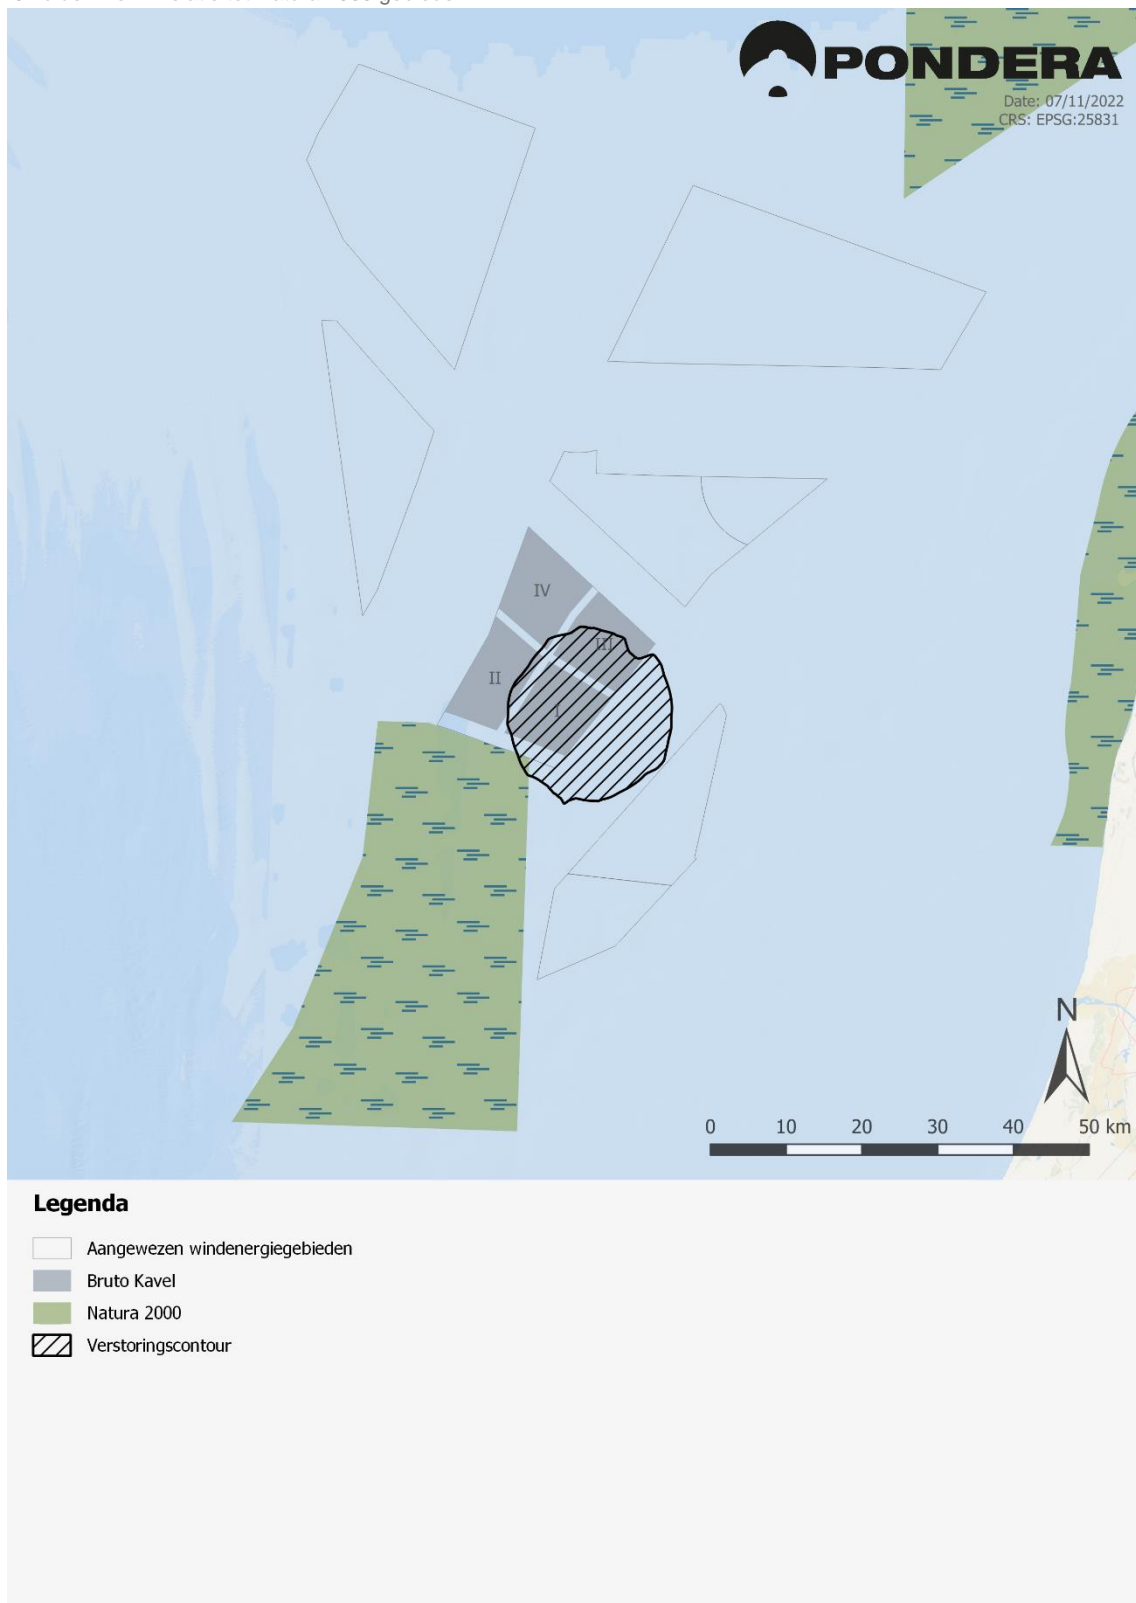 PONDERA
Date: 07/11/2022
CRS: EPSG:25831
IV
III
II
I
N
0 10 20 30 40 50 km
Legenda
Aangewezen windenergiegebieden
Bruto Kavel
Natura 2000
Verstoringscontour